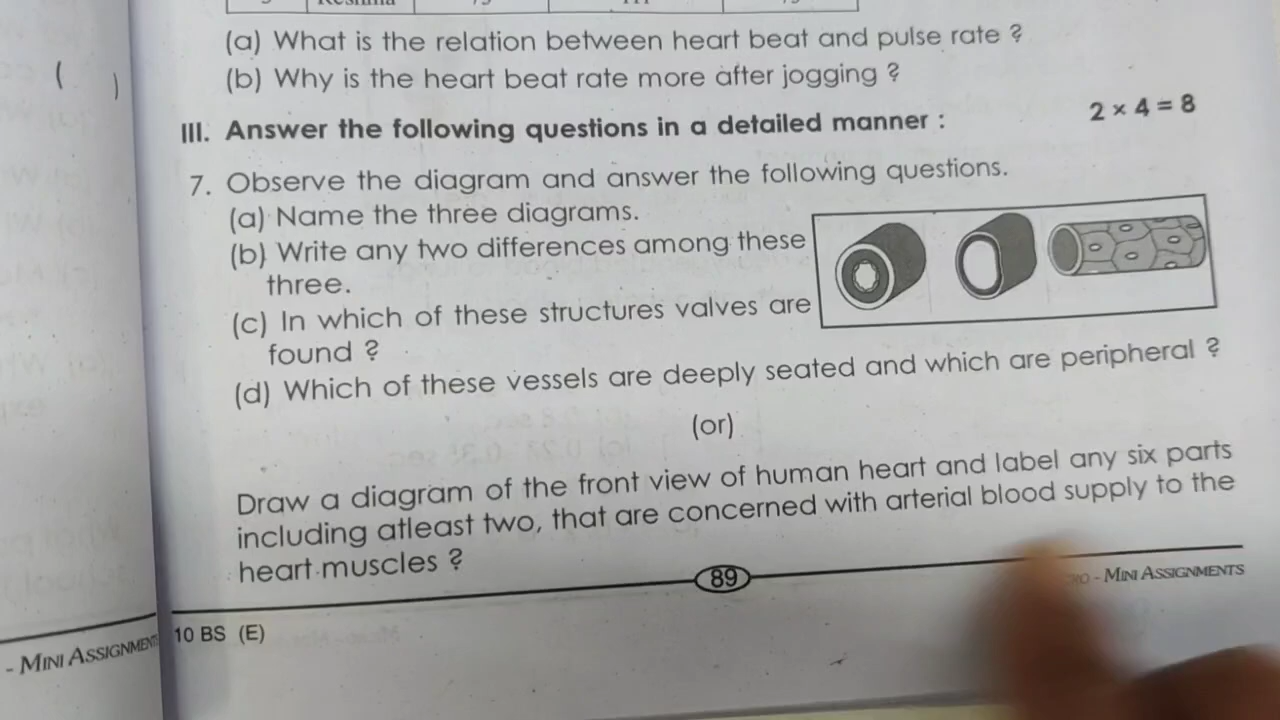 (a) What is the relation between heart beat and pulse rate ?
(b) Why is the heart beat rate more after jogging ?
III. Answer the following questions in a detailed manner : 2 × 4 = 8
7. Observe the diagram and answer the following questions.
(a) Name the three diagrams.
(b) Write any two differences among these
three.
(c) In which of these structures valves are
found ?
(d) Which of these vessels are deeply seated and which are peripheral ?
(or)
Draw a diagram of the front view of human heart and label any six parts
including atleast two, that are concerned with arterial blood supply to the
heart muscles ?
89
- MINI ASSIGNMENTS
10 BS (E)
- MINI ASSIGNMENT